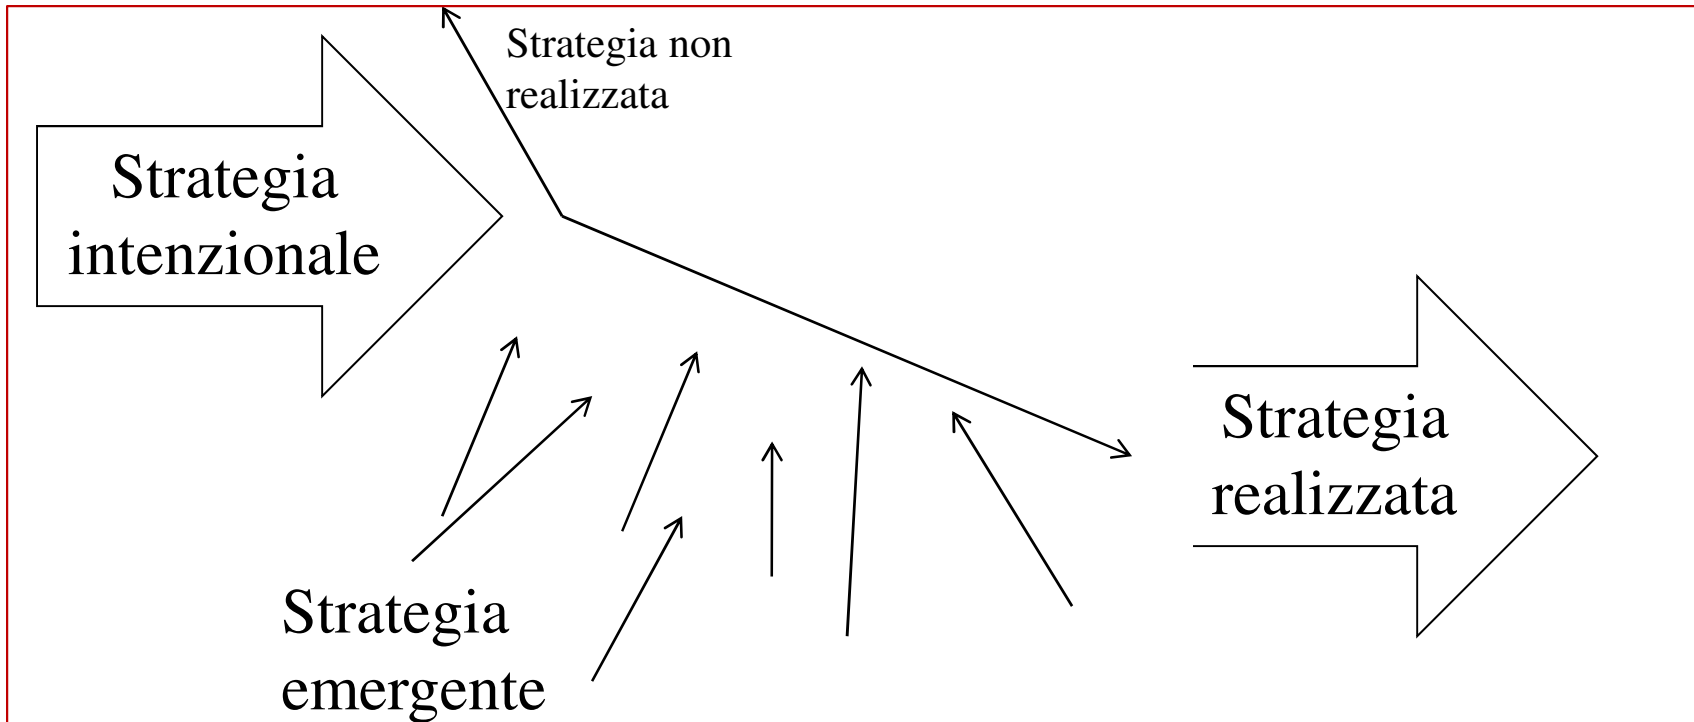 Strategia non
realizzata
Strategia
intenzionale
Strategia
realizzata
Strategia
emergente